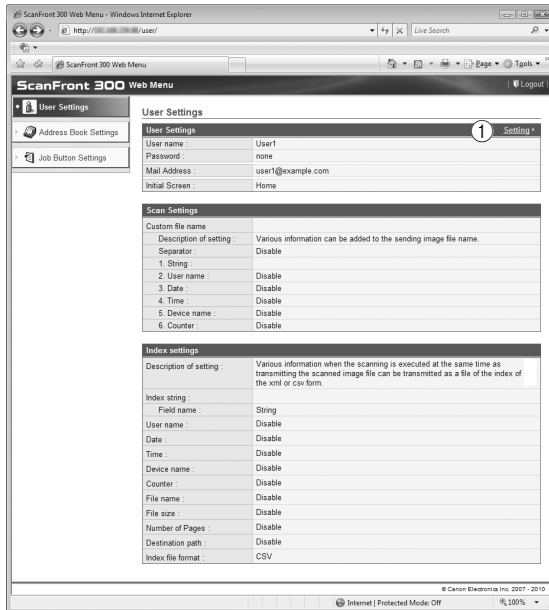 ScanFront 300 Web Menu - Windows Internet Explorer
http:// /user/
Live Search
ScanFront 300 Web Menu
Page
Tools
ScanFront 300 Web Menu
Logout
User Settings
Address Book Settings
Job Button Settings
User Settings
User Settings
1
Setting
User name : User1
Password : none
Mail Address : user1@example.com
Initial Screen : Home
Scan Settings
Custom file name
Description of setting : Various information can be added to the sending image file name.
Separator : Disable
1. String :
2. User name : Disable
3. Date : Disable
4. Time : Disable
5. Device name : Disable
6. Counter : Disable
Index settings
Description of setting : Various information when the scanning is executed at the same time as
transmitting the scanned image file can be transmitted as a file of the index of
the xml or csv form.
Index string :
Field name : String
User name : Disable
Date : Disable
Time : Disable
Device name : Disable
Counter : Disable
File name : Disable
File size : Disable
Number of Pages : Disable
Destination path : Disable
Index file format : CSV
© Canon Electronics Inc. 2007 - 2010
Internet | Protected Mode: Off
100%